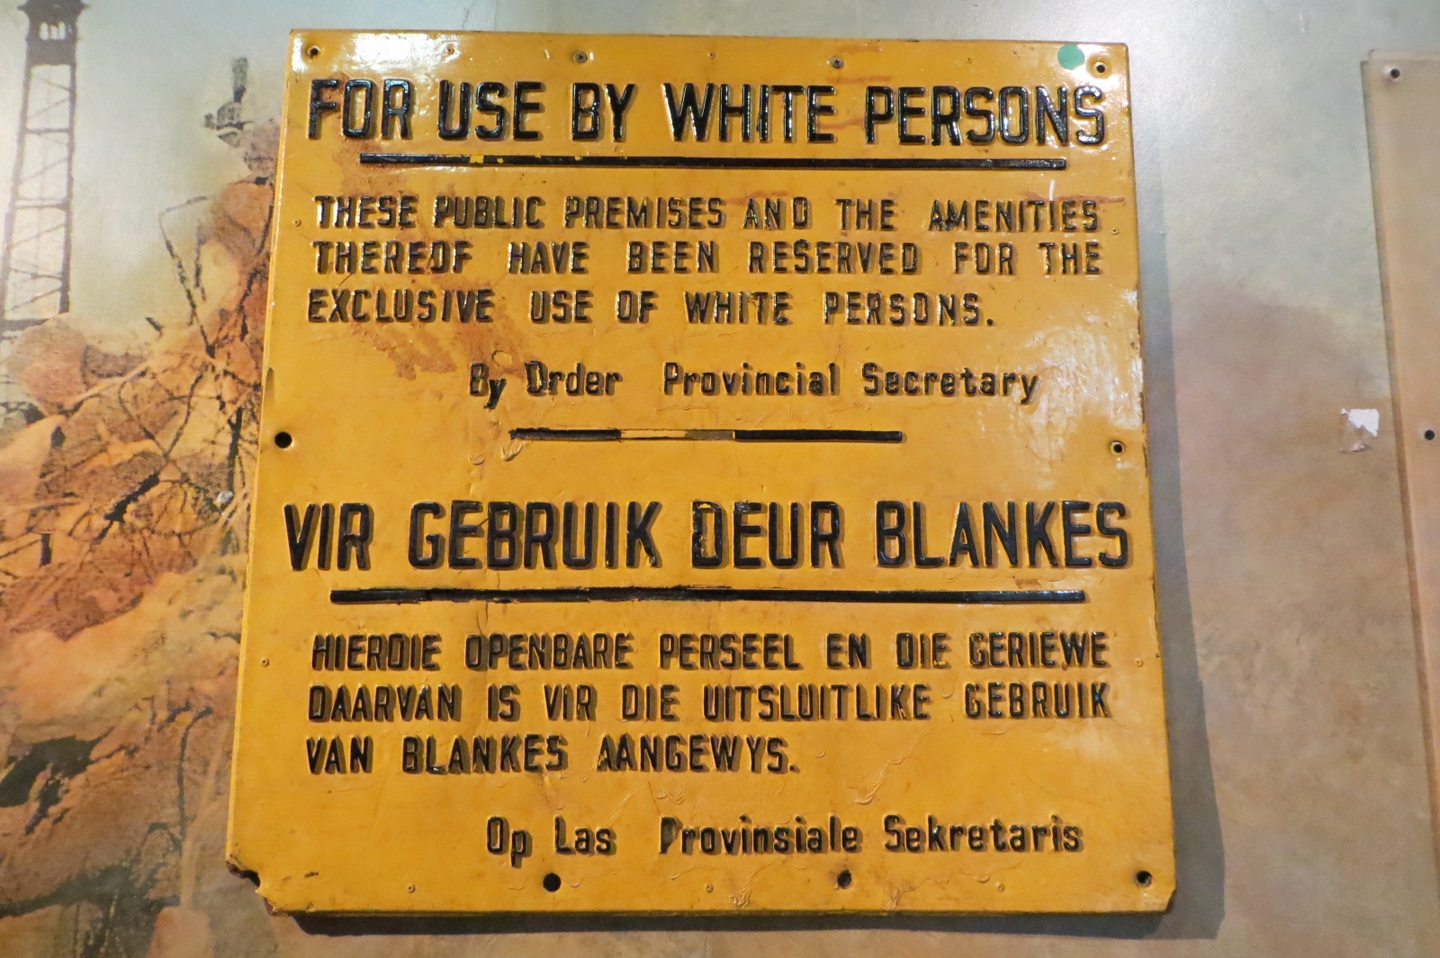 FOR USE BY WHITE PERSONS
THESE PUBLIC PREMISES AND THE AMENITIES
THEREOF HAVE BEEN RESERVED FOR THE
EXCLUSIVE USE OF WHITE PERSONS.
By Order Provincial Secretary
VIR GEBRUIK DEUR BLANKES
HIERDIE OPENBARE PERSEEL EN DIE GERIEWE
DAARVAN IS VIR DIE UITSLUITLIKE GEBRUIK
VAN BLANKES AANGEWYS.
Op Las Provinsiale Sekretaris